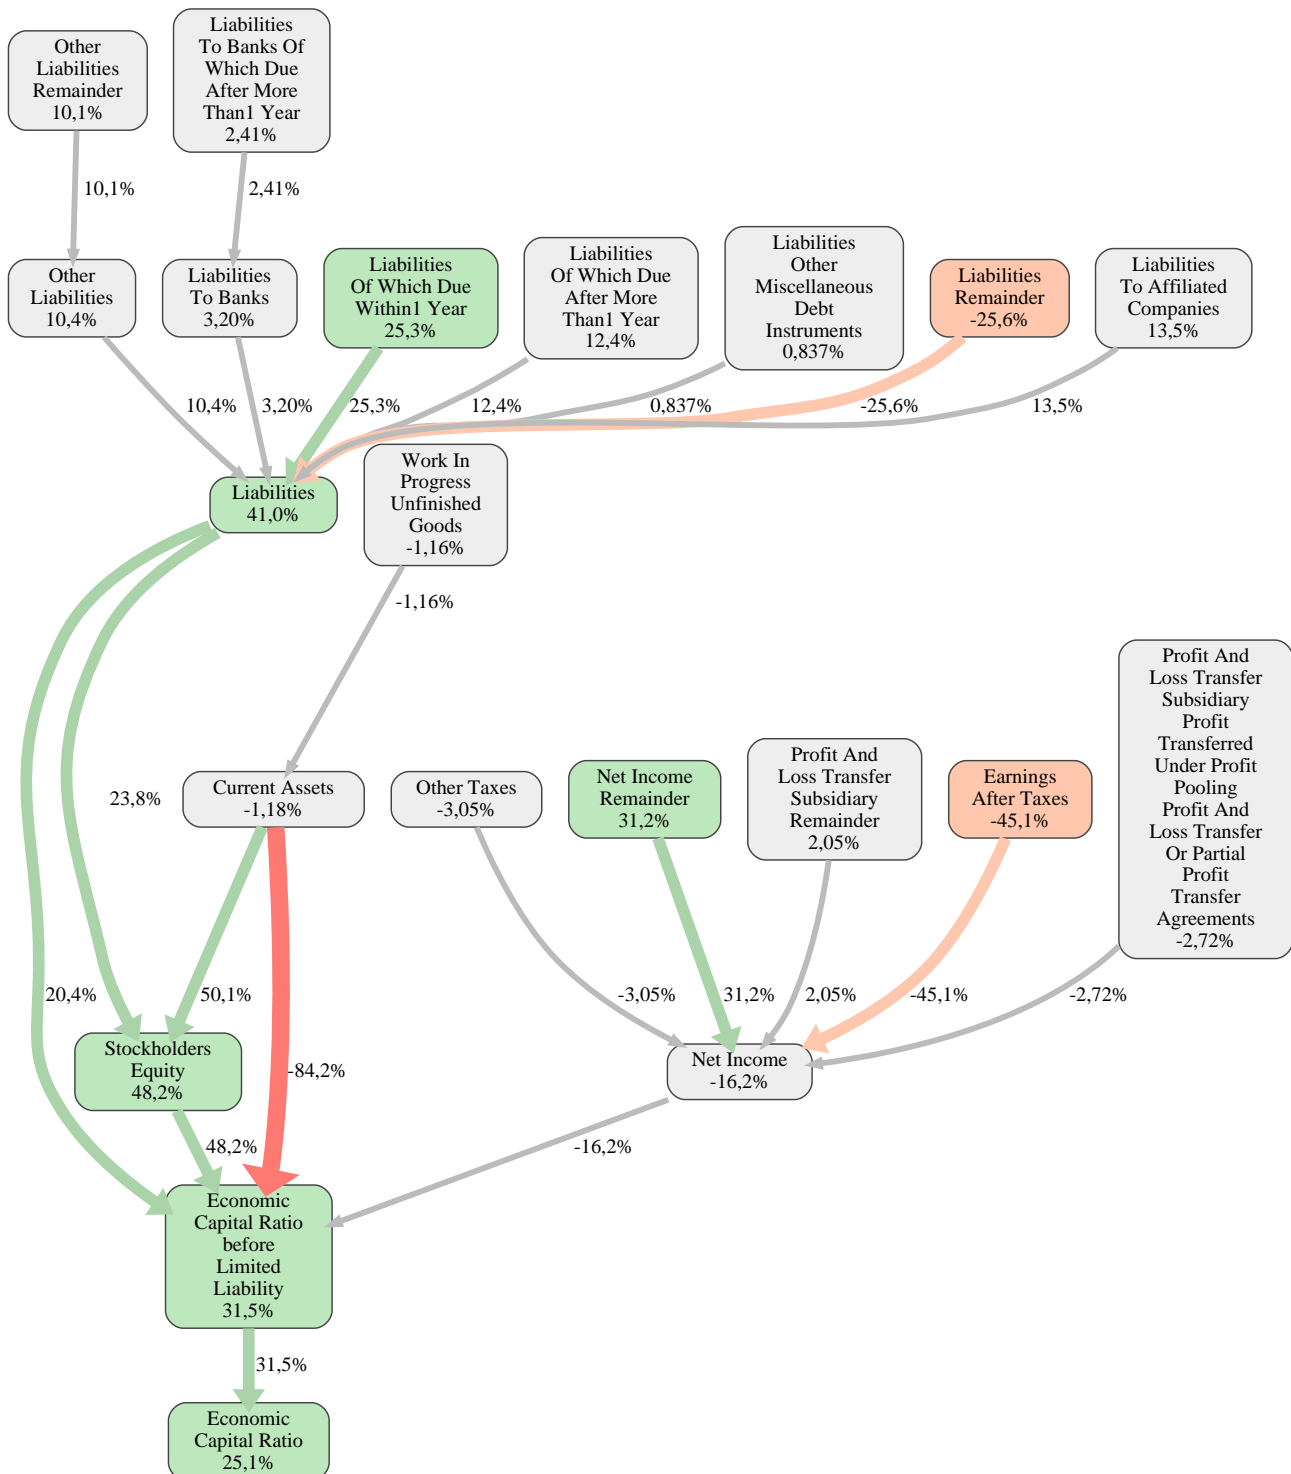 Other
Liabilities
Remainder
10,1%
Liabilities
To Banks Of
Which Due
After More
Than1 Year
2,41%
10,1%
2,41%
Other
Liabilities
10,4%
Liabilities
To Banks
3,20%
Liabilities
Of Which Due
Within1 Year
25,3%
Liabilities
Of Which Due
After More
Than1 Year
12,4%
Liabilities
Other
Miscellaneous
Debt
Instruments
0,837%
Liabilities
Remainder
-25,6%
Liabilities
To Affiliated
Companies
13,5%
10,4%
3,20%
25,3%
12,4%
0,837%
-25,6%
13,5%
Liabilities
41,0%
Work In
Progress
Unfinished
Goods
-1,16%
-1,16%
Profit And
Loss Transfer
Subsidiary
Profit
Transferred
Under Profit
Pooling
Profit And
Loss Transfer
Or Partial
Profit
Transfer
Agreements
-2,72%
23,8%
Current Assets
-1,18%
Other Taxes
-3,05%
Net Income
Remainder
31,2%
Profit And
Loss Transfer
Subsidiary
Remainder
2,05%
Earnings
After Taxes
-45,1%
20,4%
50,1%
-3,05%
31,2%
2,05%
-45,1%
-2,72%
Stockholders
Equity
48,2%
-84,2%
Net Income
-16,2%
48,2%
-16,2%
Economic
Capital Ratio
before
Limited
Liability
31,5%
31,5%
Economic
Capital Ratio
25,1%